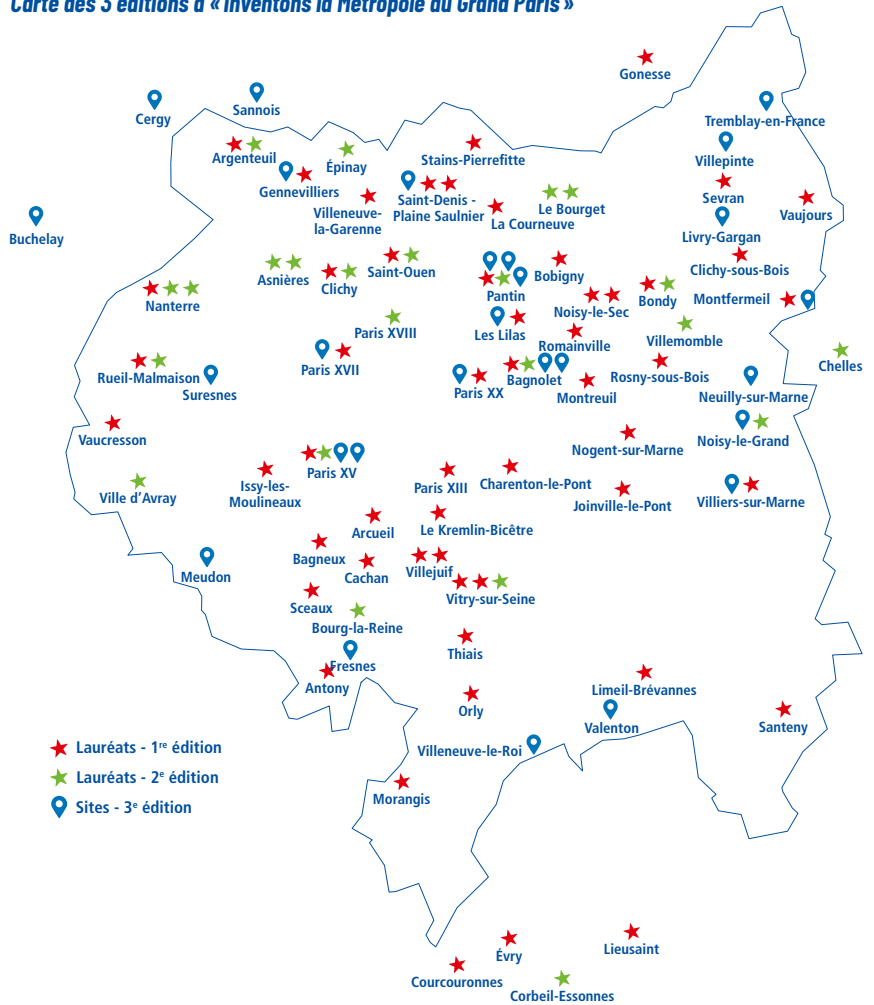 Carte des 3 éditions d'« Inventons la Métropole du Grand Paris »
Gonesse
Cergy
Sannois
Tremblay-en-France
Argenteuil
Épinay
Stains-Pierrefitte
Villepinte
Gennevilliers
Villeneuve-
la-Garenne
Saint-Denis -
Plaine Saulnier
La Courneuve
Le Bourget
Sevran
Vaujours
Buchelay
Livry-Gargan
Asnières
Clichy
Saint-Ouen
Pantin
Bobigny
Clichy-sous-Bois
Nanterre
Noisy-le-Sec
Bondy
Montfermeil
Paris XVIII
Les Lilas
Romainville
Villemomble
Paris XVII
Rueil-Malmaison
Suresnes
Paris XX
Bagnolet
Montreuil
Rosny-sous-Bois
Neuilly-sur-Marne
Chelles
Vaucresson
Nogent-sur-Marne
Noisy-le-Grand
Ville d'Avray
Issy-les-
Moulineaux
Paris XV
Paris XIII
Charenton-le-Pont
Joinville-le-Pont
Villiers-sur-Marne
Arcueil
Le Kremlin-Bicêtre
Bagneux
Cachan
Villejuif
Meudon
Vitry-sur-Seine
Sceaux
Bourg-la-Reine
Thiais
Fresnes
Antony
Orly
Limeil-Brévannes
Valenton
Santeny
Villeneuve-le-Roi
Morangis
Lauréats - 1re édition
Lauréats - 2e édition
Sites - 3e édition
Évry
Lieusaint
Courcouronnes
Corbeil-Essonnes